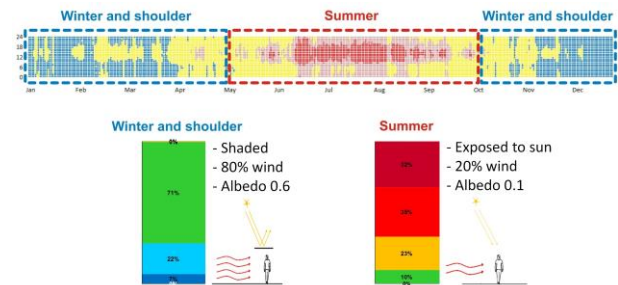 Winter and shoulder
Summer
Winter and shoulder
24
18
12
6
0
Jan Feb Mar Apr May Jun Jul Aug Sep Oct Nov Dec
Winter and shoulder
Summer
71%
22%
- Shaded
- 80% wind
- Albedo 0.6
23%
10%
- Exposed to sun
- 20% wind
- Albedo 0.1